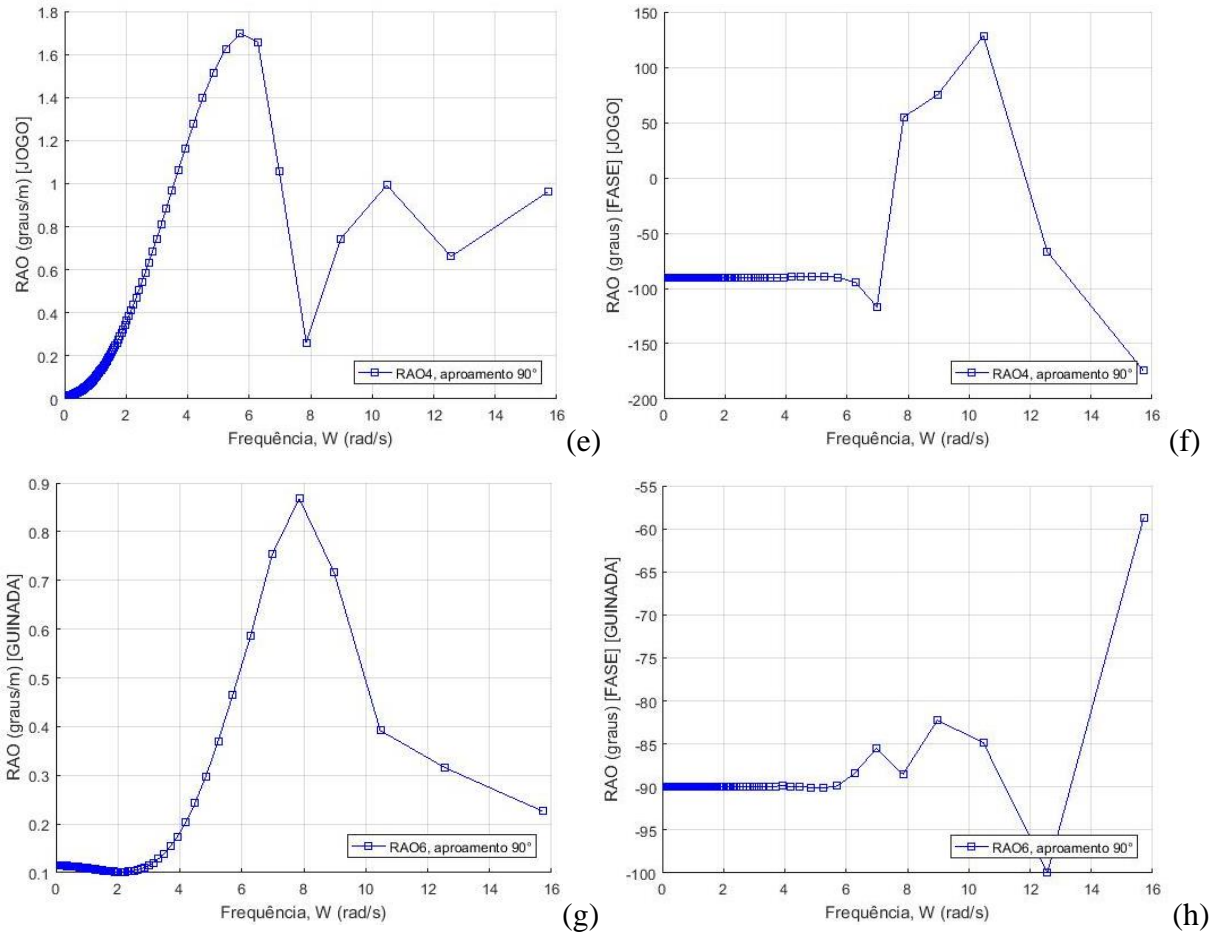 RAO (graus/m) [JOGO]
1.8
1.6
1.4
1.2
1
0.8
0.6
0.4
0.2
0
RAO4, aproamento 90°
0 2 4 6 8 10 12 14 16
Frequência, W (rad/s)
(e)
RAO (graus) [FASE] [JOGO]
150
100
50
0
-50
-100
-150
-200
RAO4, aproamento 90°
0 2 4 6 8 10 12 14 16
Frequência, W (rad/s)
(f)
RAO (graus/m) [GUINADA]
0.9
0.8
0.7
0.6
0.5
0.4
0.3
0.2
0.1
RAO6, aproamento 90°
0 2 4 6 8 10 12 14 16
Frequência, W (rad/s)
(g)
RAO (graus) [FASE] [GUINADA]
-55
-60
-65
-70
-75
-80
-85
-90
-95
-100
RAO6, aproamento 90°
0 2 4 6 8 10 12 14 16
Frequência, W (rad/s)
(h)